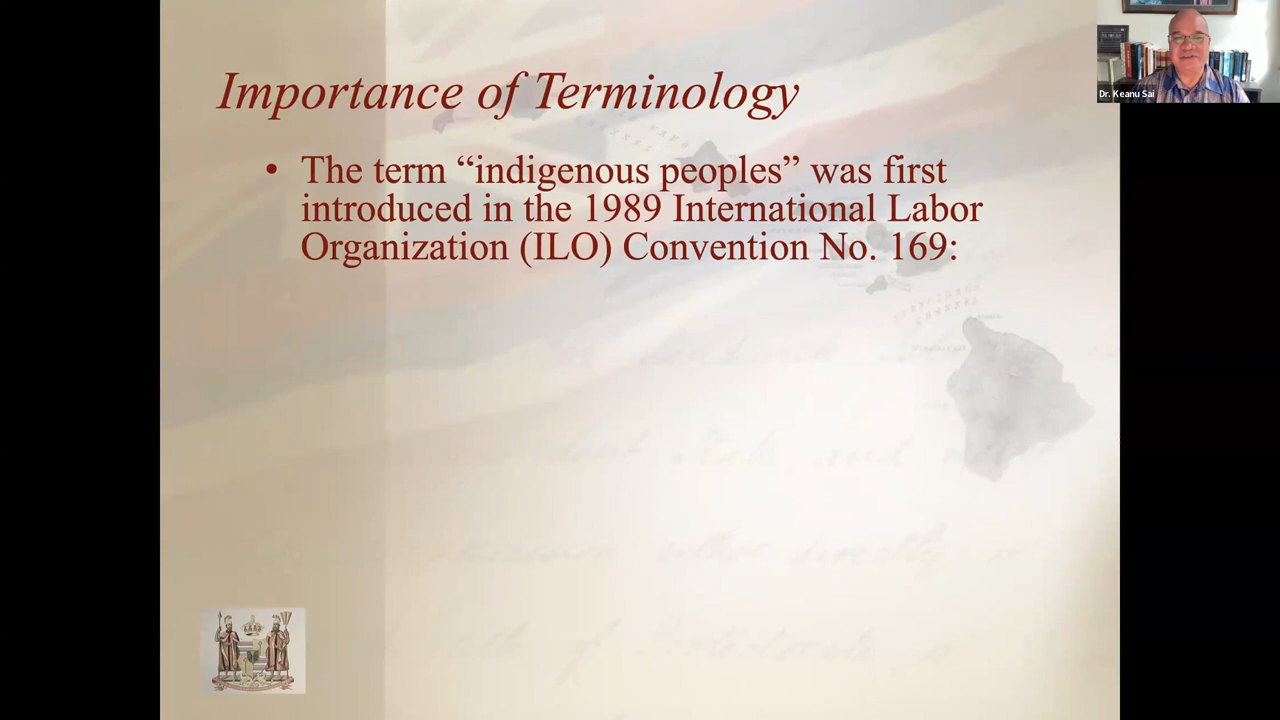 Importance of Terminology
• The term “indigenous peoples” was first
introduced in the 1989 International Labor
Organization (ILO) Convention No. 169:
Dr. Keanu Sai